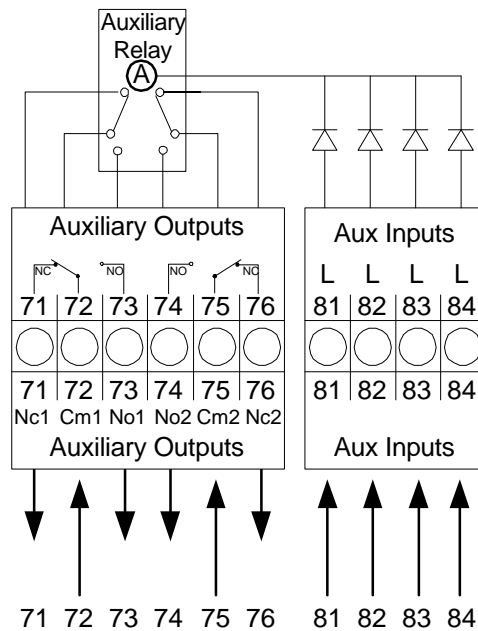 Auxiliary
Relay
A
Auxiliary Outputs
Aux Inputs
NC NO NO NC
L L L L
71 72 73 74 75 76 81 82 83 84
71 72 73 74 75 76 81 82 83 84
Nc1 Cm1 No1 No2 Cm2 Nc2
Auxiliary Outputs
Aux Inputs
71 72 73 74 75 76 81 82 83 84